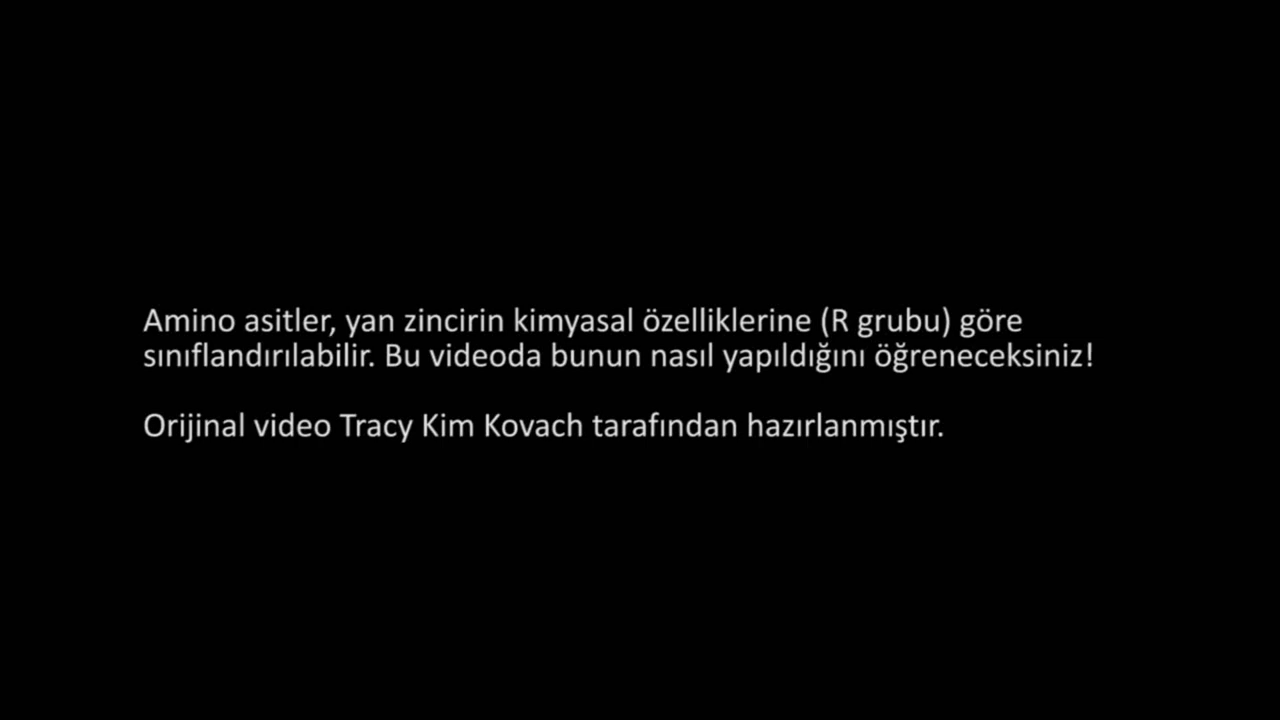 Amino asitler, yan zincirin kimyasal özelliklerine (R grubu) göre
sınıflandırılabilir. Bu videoda bunun nasıl yapıldığını öğreneceksiniz!
Orijinal video Tracy Kim Kovach tarafından hazırlanmıştır.